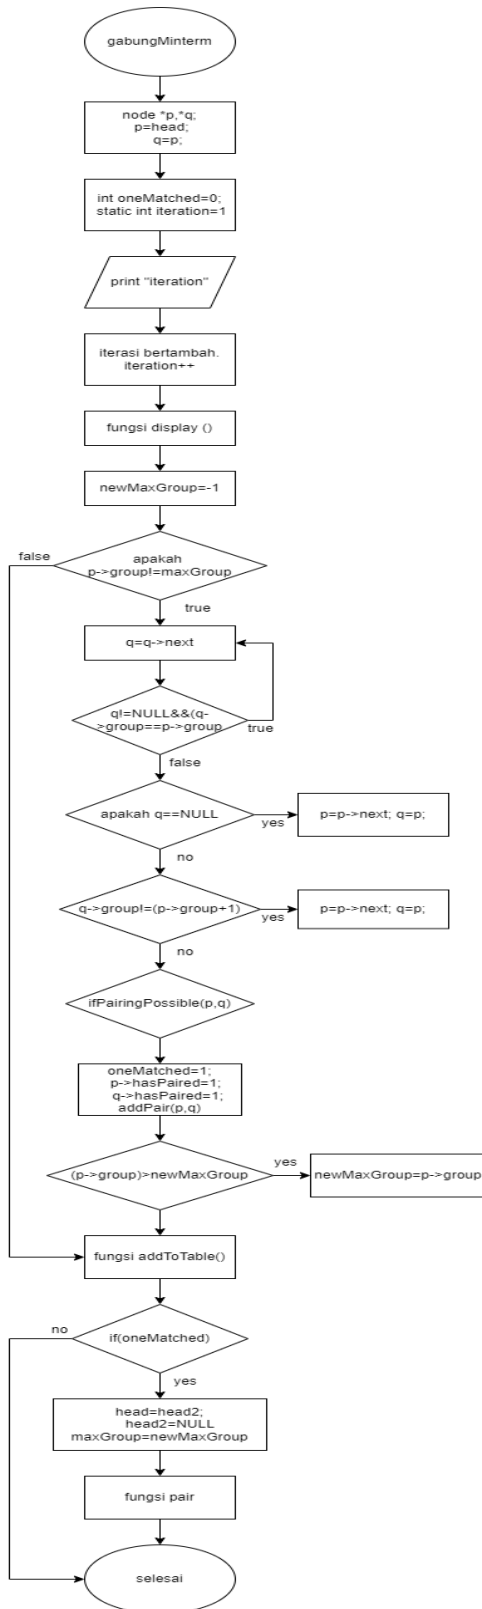 gabungMinterm
node *p,*q;
p=head;
q=p;
int oneMatched=0;
static int iteration=1
print "iteration"
iterasi bertambah.
iteration++
fungsi display ()
newMaxGroup=-1
false
apakah
p->group!=maxGroup
true
q=q->next
q!=NULL&&(q-
>group==p->group
true
false
apakah q==NULL
yes
p=p->next; q=p;
no
q->group!=(p->group+1)
yes
p=p->next; q=p;
no
ifPairingPossible(p,q)
oneMatched=1;
p->hasPaired=1;
q->hasPaired=1;
addPair(p,q)
(p->group)>newMaxGroup
yes
newMaxGroup=p->group
fungsi addToTable()
no
if(oneMatched)
yes
head=head2;
head2=NULL
maxGroup=newMaxGroup
fungsi pair
selesai